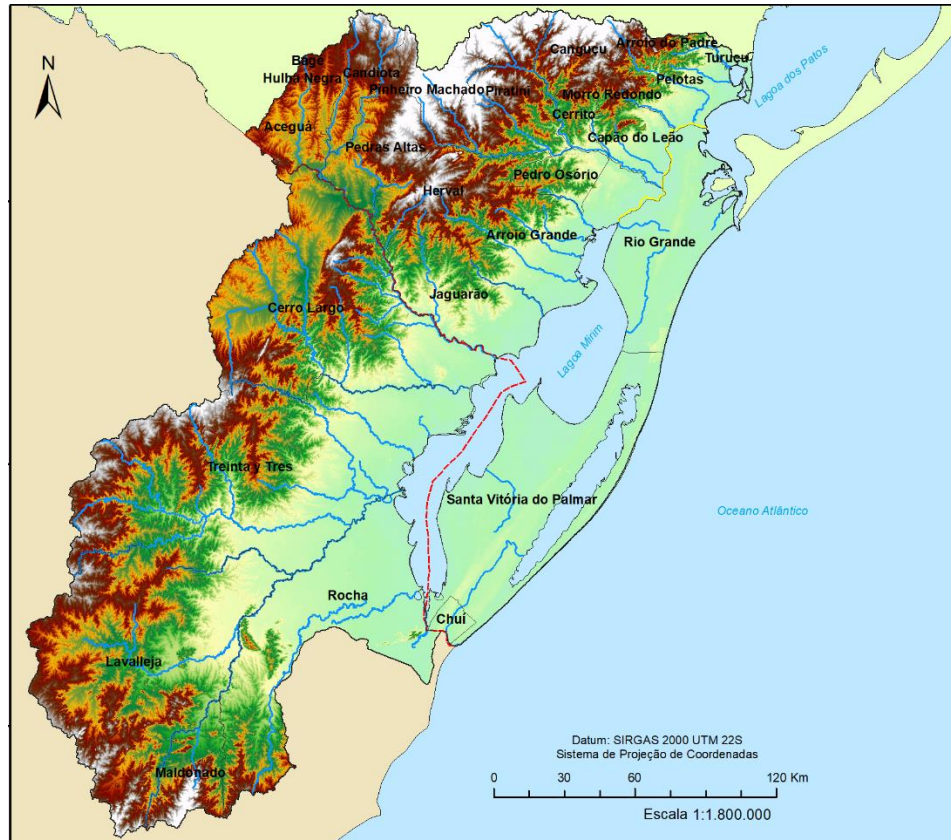 N
Arroio do Padre
Canguçu
Turuçu
Bagé
Candiota
Hulha Negra
Pinheiro Machado
Piratini
Pelotas
Lagoa dos Patos
Morro Redondo
Cerrito
Aceguá
Capão do Leão
Pedras Altas
Pedro Osório
Herval
Arroio Grande
Rio Grande
Jaguarão
Cerro Largo
Lagoa Mirim
Treinta y Tres
Santa Vitória do Palmar
Oceano Atlântico
Rocha
Chuí
Lavalleja
Maldonado
Datum: SIRGAS 2000 UTM 22S
Sistema de Projeção de Coordenadas
0 30 60 120 Km
Escala 1:1.800.000